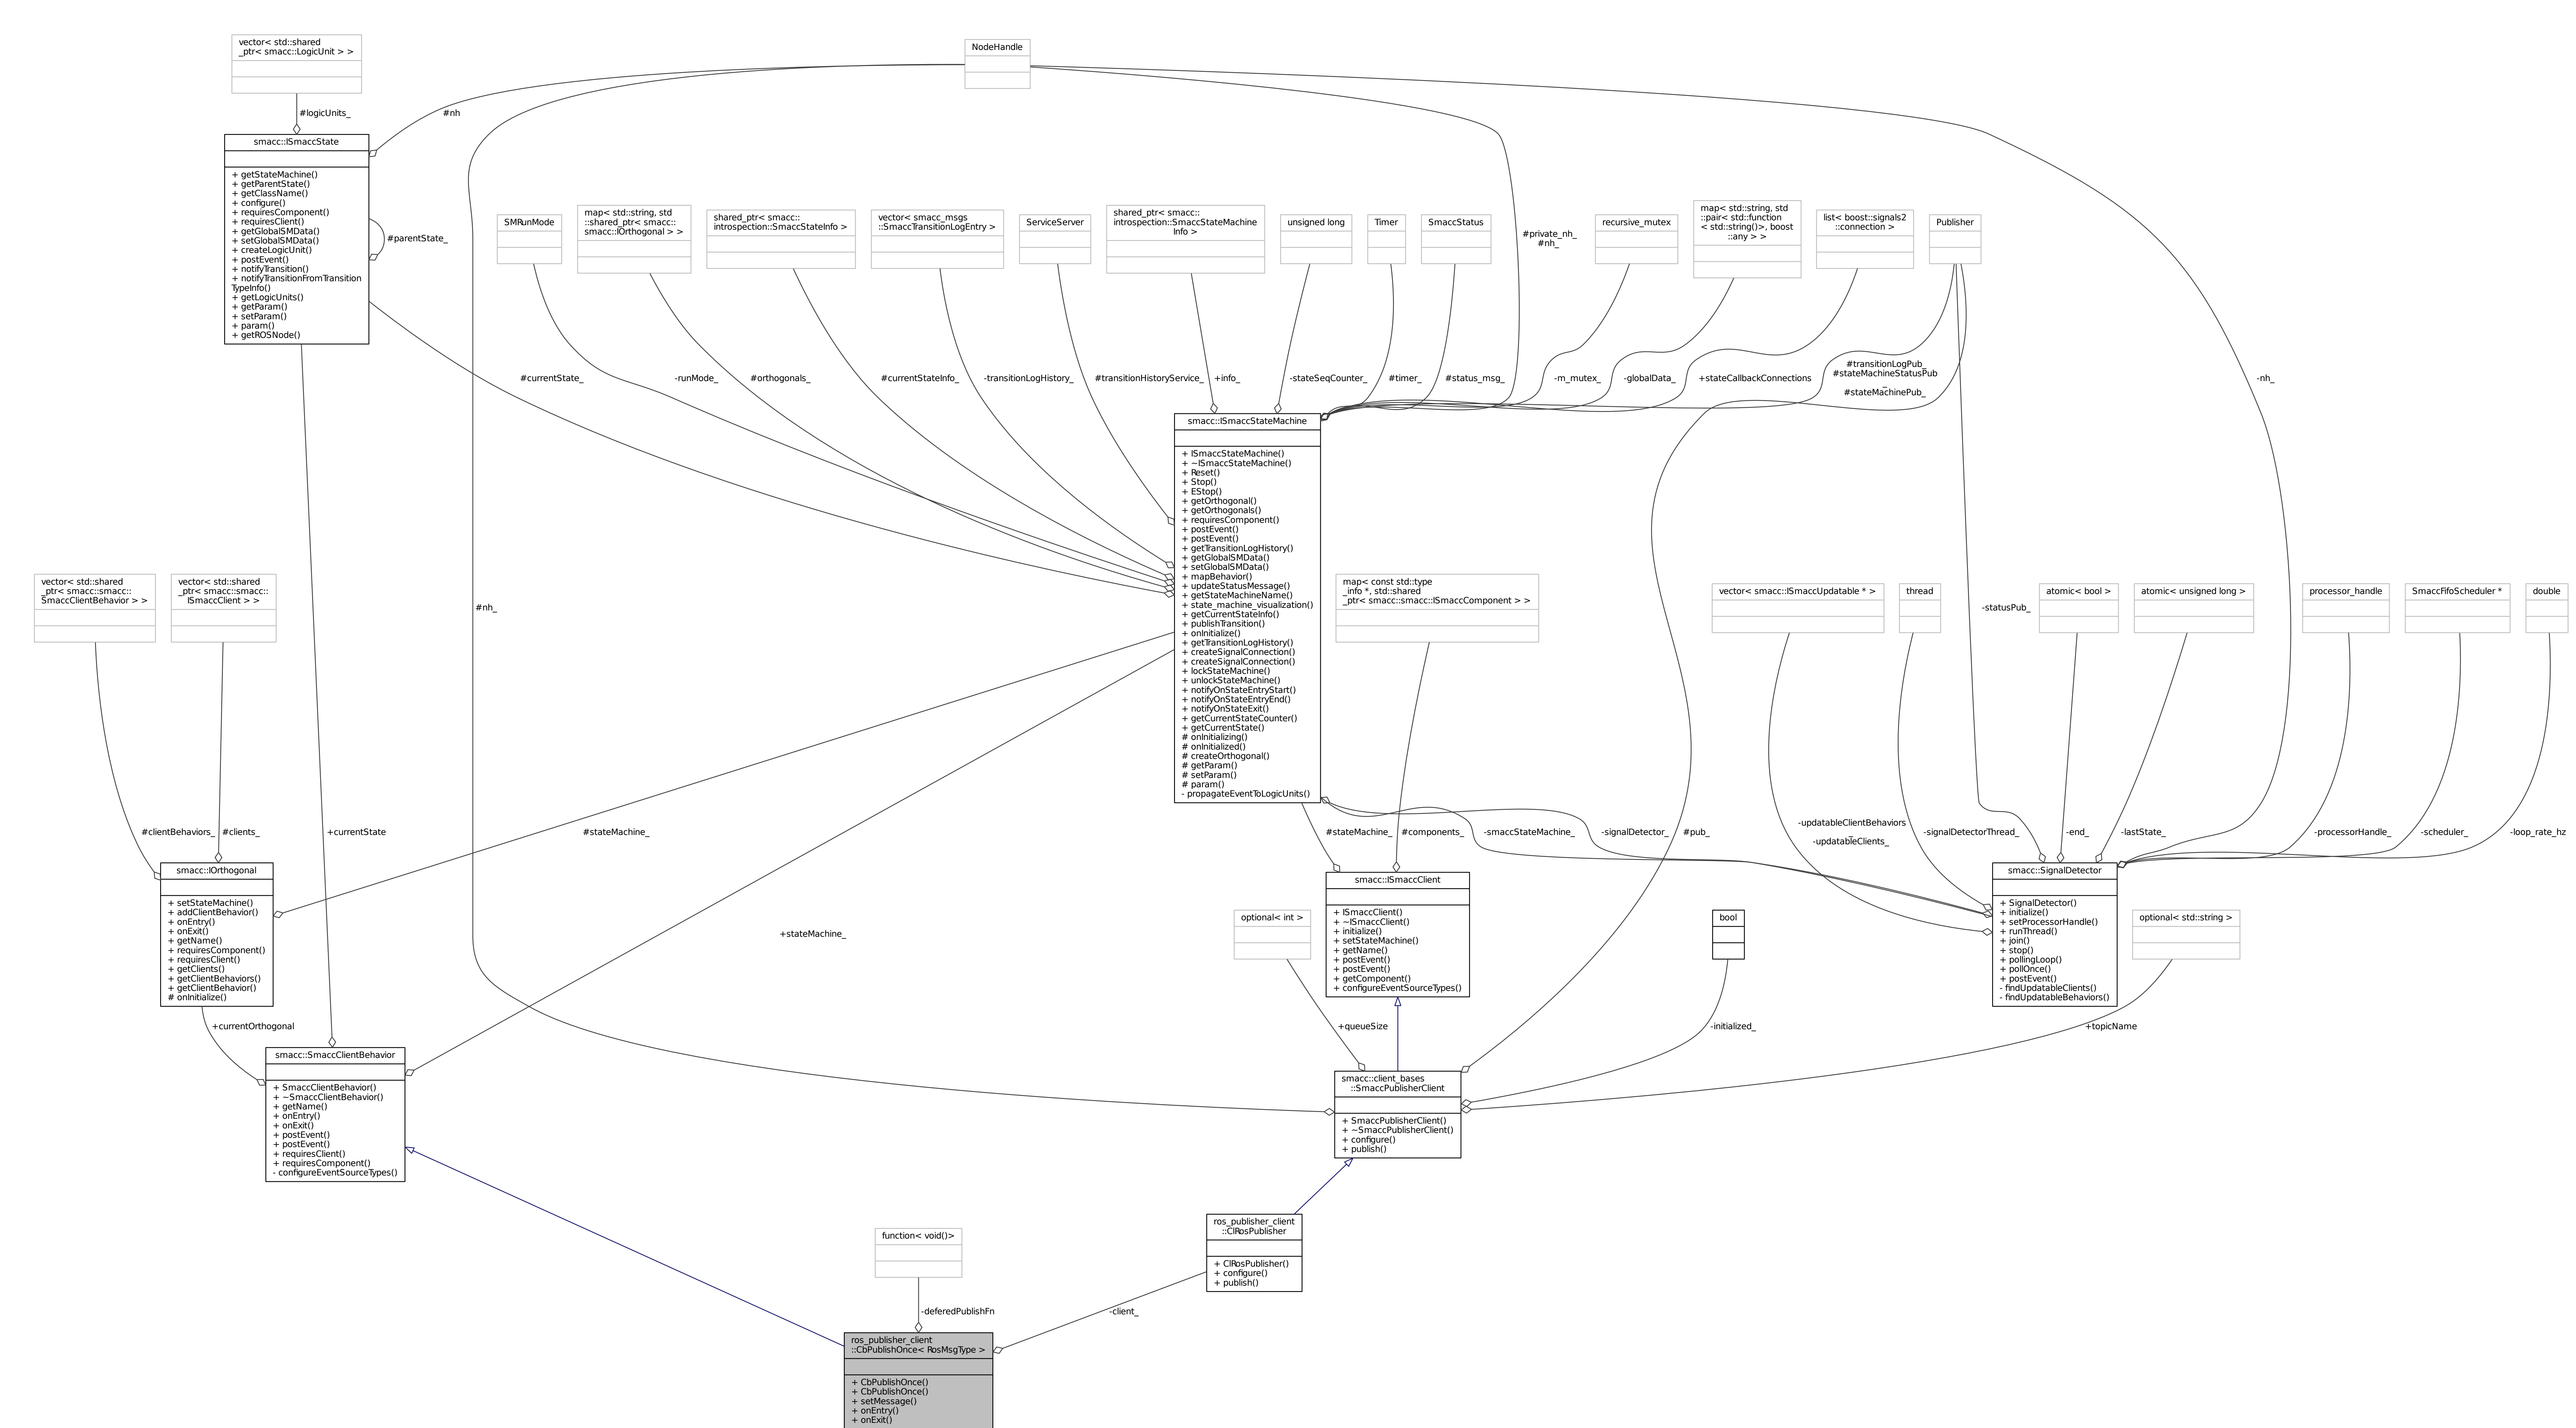 vector< std::shared
_ptr< smacc::LogicUnit > >
NodeHandle
#logicUnits_
#nh
smacc::ISmaccState
+ getStateMachine()
+ getParentState()
+ getClassName()
+ configure()
+ requiresComponent()
+ requiresClient()
+ getGlobalSMData()
+ setGlobalSMData()
+ createLogicUnit()
+ postEvent()
+ notifyTransition()
+ notifyTransitionFromTransition
TypeInfo()
+ getLogicUnits()
+ getParam()
+ setParam()
+ param()
+ getROSNode()
#parentState_
SMRunMode
map< std::string, std
::shared_ptr< smacc::
smacc::IOrthogonal > >
shared_ptr< smacc::
introspection::SmaccStateInfo >
vector< smacc_msgs
::SmaccTransitionLogEntry >
ServiceServer
shared_ptr< smacc::
introspection::SmaccStateMachine
Info >
unsigned long
Timer
SmaccStatus
#private_nh_
#nh_
recursive_mutex
map< std::string, std
::pair< std::function
< std::string()>, boost
::any > >
list< boost::signals2
::connection >
Publisher
#currentState_
-runMode_
#orthogonals_
#currentStateInfo_
-transitionLogHistory_
#transitionHistoryService_
+info_
-stateSeqCounter_
#timer_
#status_msg_
-m_mutex_
-globalData_
+stateCallbackConnections
#transitionLogPub_
#stateMachineStatusPub
_
#stateMachinePub_
-nh_
smacc::ISmaccStateMachine
+ ISmaccStateMachine()
+ ~ISmaccStateMachine()
+ Reset()
+ Stop()
+ EStop()
+ getOrthogonal()
+ getOrthogonals()
+ requiresComponent()
+ postEvent()
+ postEvent()
+ getTransitionLogHistory()
+ getGlobalSMData()
+ setGlobalSMData()
+ mapBehavior()
+ updateStatusMessage()
+ getStateMachineName()
+ state_machine_visualization()
+ getCurrentStateInfo()
+ publishTransition()
+ onInitialize()
+ getTransitionLogHistory()
+ createSignalConnection()
+ createSignalConnection()
+ lockStateMachine()
+ unlockStateMachine()
+ notifyOnStateEntryStart()
+ notifyOnStateEntryEnd()
+ notifyOnStateExit()
+ getCurrentStateCounter()
+ getCurrentState()
# onInitializing()
# onInitialized()
# createOrthogonal()
# getParam()
# setParam()
# param()
- propagateEventToLogicUnits()
vector< std::shared
_ptr< smacc::smacc::
SmaccClientBehavior > >
vector< std::shared
_ptr< smacc::smacc::
ISmaccClient > >
#nh_
map< const std::type
_info *, std::shared
_ptr< smacc::smacc::ISmaccComponent > >
vector< smacc::ISmaccUpdatable * >
thread
-statusPub_
atomic< bool >
atomic< unsigned long >
processor_handle
SmaccFifoScheduler *
double
#clientBehaviors_
#clients_
+currentState
#stateMachine_
#stateMachine_
#components_
-smaccStateMachine_
-signalDetector_
#pub_
-updatableClientBehaviors
_
-updatableClients_
-signalDetectorThread_
-end_
-lastState_
-processorHandle_
-scheduler_
-loop_rate_hz
smacc::IOrthogonal
+ setStateMachine()
+ addClientBehavior()
+ onEntry()
+ onExit()
+ getName()
+ requiresComponent()
+ requiresClient()
+ getClients()
+ getClientBehaviors()
+ getClientBehavior()
# onInitialize()
+stateMachine_
smacc::ISmaccClient
+ ISmaccClient()
+ ~ISmaccClient()
+ initialize()
+ setStateMachine()
+ getName()
+ postEvent()
+ postEvent()
+ getComponent()
+ configureEventSourceTypes()
optional< int >
bool
smacc::SignalDetector
+ SignalDetector()
+ initialize()
+ setProcessorHandle()
+ runThread()
+ join()
+ stop()
+ pollingLoop()
+ pollOnce()
+ postEvent()
- findUpdatableClients()
- findUpdatableBehaviors()
optional< std::string >
+currentOrthogonal
+queueSize
-initialized_
+topicName
smacc::SmaccClientBehavior
+ SmaccClientBehavior()
+ ~SmaccClientBehavior()
+ getName()
+ onEntry()
+ onExit()
+ postEvent()
+ postEvent()
+ requiresClient()
+ requiresComponent()
- configureEventSourceTypes()
smacc::client_bases
::SmaccPublisherClient
+ SmaccPublisherClient()
+ ~SmaccPublisherClient()
+ configure()
+ publish()
function< void()>
ros_publisher_client
::ClRosPublisher
+ ClRosPublisher()
+ configure()
+ publish()
-deferedPublishFn
-client_
ros_publisher_client
::CbPublishOnce< RosMsgType >
+ CbPublishOnce()
+ CbPublishOnce()
+ setMessage()
+ onEntry()
+ onExit()